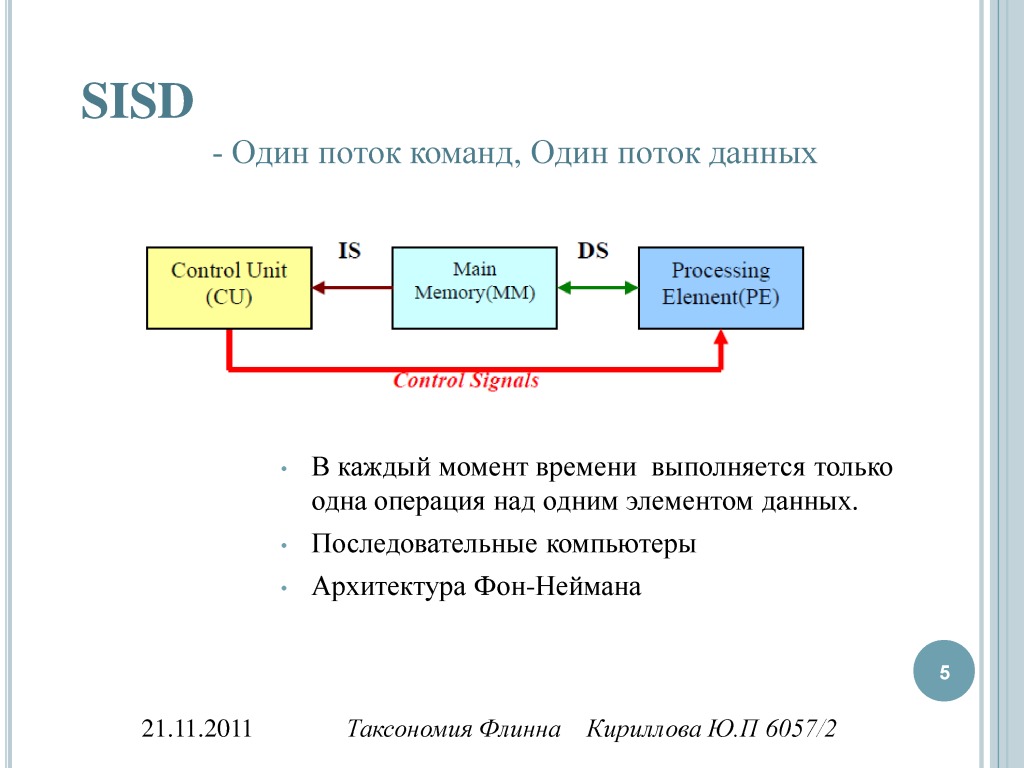 SISD
- Один поток команд, Один поток данных
IS
DS
Control Unit
(CU)
Main
Memory(MM)
Processing
Element(PE)
Control Signals
• В каждый момент времени выполняется только
одна операция над одним элементом данных.
• Последовательные компьютеры
• Архитектура Фон-Неймана
5
21.11.2011 Таксономия Флинна Кириллова Ю.П 6057/2